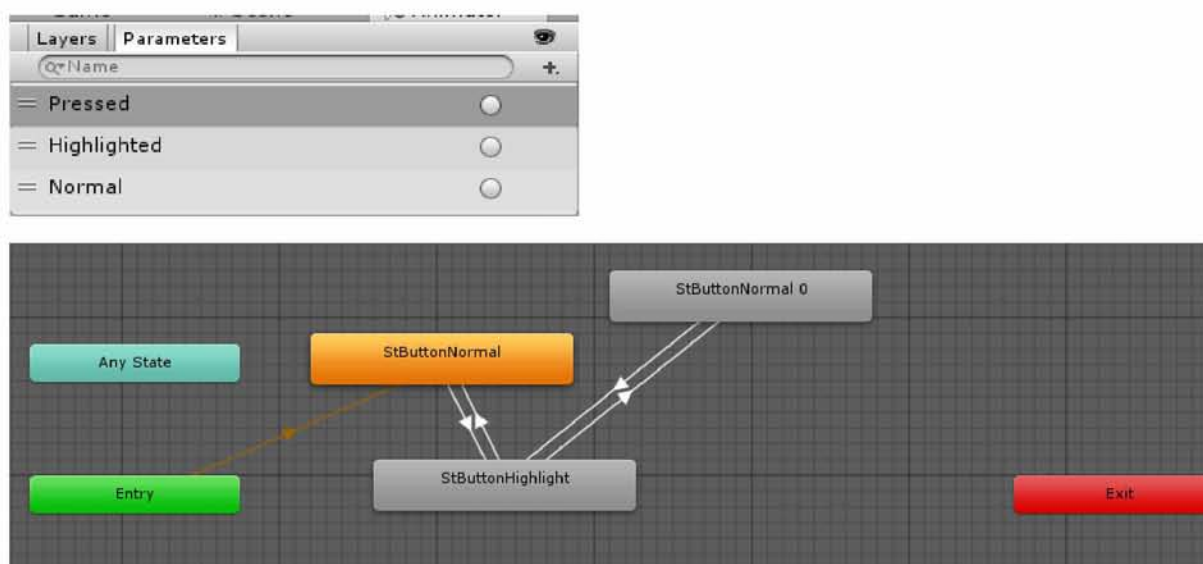 Layers Parameters
Name
Pressed
Highlighted
Normal
StButtonNormal 0
StButtonNormal
Any State
StButtonHighlight
Entry
Exit